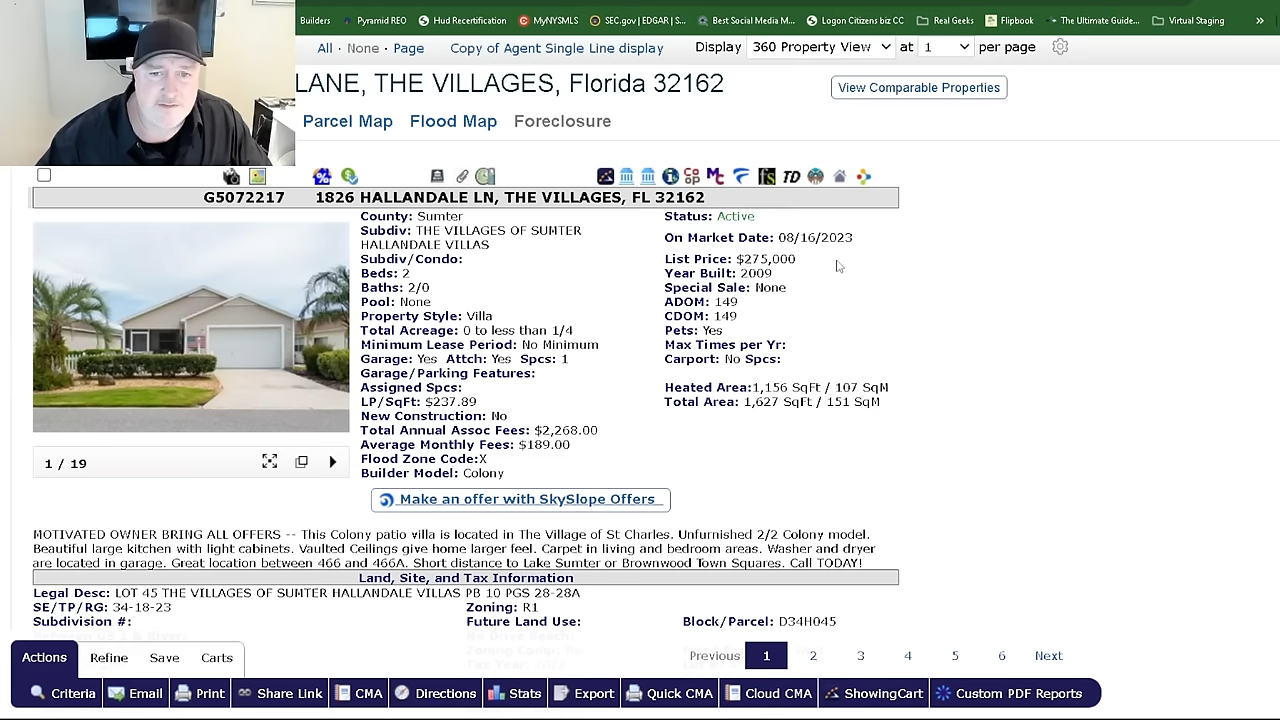 Builders Pyramid REO Hud Recertification MyNYSMLS SEC.gov | EDGAR | S... Best Social Media M... Logon Citizens biz CC Real Geeks Flipbook The Ultimate Guide... Virtual Staging »
All · None · Page Copy of Agent Single Line display Display 360 Property View at 1 per page
LANE, THE VILLAGES, Florida 32162
View Comparable Properties
Parcel Map Flood Map Foreclosure
G5072217 1826 HALLANDALE LN, THE VILLAGES, FL 32162
County: Sumter
Subdiv: THE VILLAGES OF SUMTER
HALLANDALE VILLAS
Subdiv/Condo:
Beds: 2
Baths: 2/0
Pool: None
Property Style: Villa
Total Acreage: 0 to less than 1/4
Minimum Lease Period: No Minimum
Garage: Yes Attch: Yes Spcs: 1
Garage/Parking Features:
Assigned Spcs:
LP/SqFt: $237.89
New Construction: No
Total Annual Assoc Fees: $2,268.00
Average Monthly Fees: $189.00
Flood Zone Code:X
Builder Model: Colony
Status: Active
On Market Date: 08/16/2023
List Price: $275,000
Year Built: 2009
Special Sale: None
ADOM: 149
CDOM: 149
Pets: Yes
Max Times per Yr:
Carport: No Spcs:
Heated Area:1,156 SqFt / 107 SqM
Total Area: 1,627 SqFt / 151 SqM
1 / 19
Make an offer with SkySlope Offers
MOTIVATED OWNER BRING ALL OFFERS -- This Colony patio villa is located in The Village of St Charles. Unfurnished 2/2 Colony model.
Beautiful large kitchen with light cabinets. Vaulted Ceilings give home larger feel. Carpet in living and bedroom areas. Washer and dryer
are located in garage. Great location between 466 and 466A. Short distance to Lake Sumter or Brownwood Town Squares. Call TODAY!
Land, Site, and Tax Information
Legal Desc: LOT 45 THE VILLAGES OF SUMTER HALLANDALE VILLAS PB 10 PGS 28-28A
SE/TP/RG: 34-18-23 Zoning: R1
Subdivision #: Future Land Use: Block/Parcel: D34H045
Actions Refine Save Carts Previous 1 2 3 4 5 6 Next
Criteria Email Print Share Link CMA Directions Stats Export Quick CMA Cloud CMA ShowingCart Custom PDF Reports